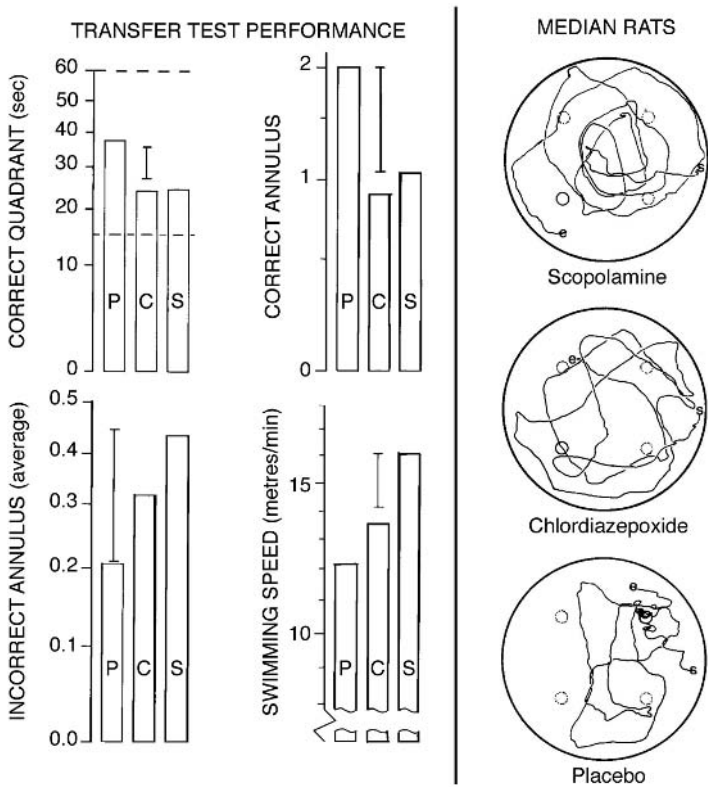 TRANSFER TEST PERFORMANCE
CORRECT QUADRANT (sec)
60
50
40
30
20
10
0
P
C
S
CORRECT ANNULUS
2
1
0
P
C
S
INCORRECT ANNULUS (average)
0.5
0.4
0.3
0.2
0.1
0.0
P
C
S
SWIMMING SPEED (metres/min)
15
10
P
C
S
MEDIAN RATS
s
e
Scopolamine
e
s
Chlordiazepoxide
e
s
Placebo